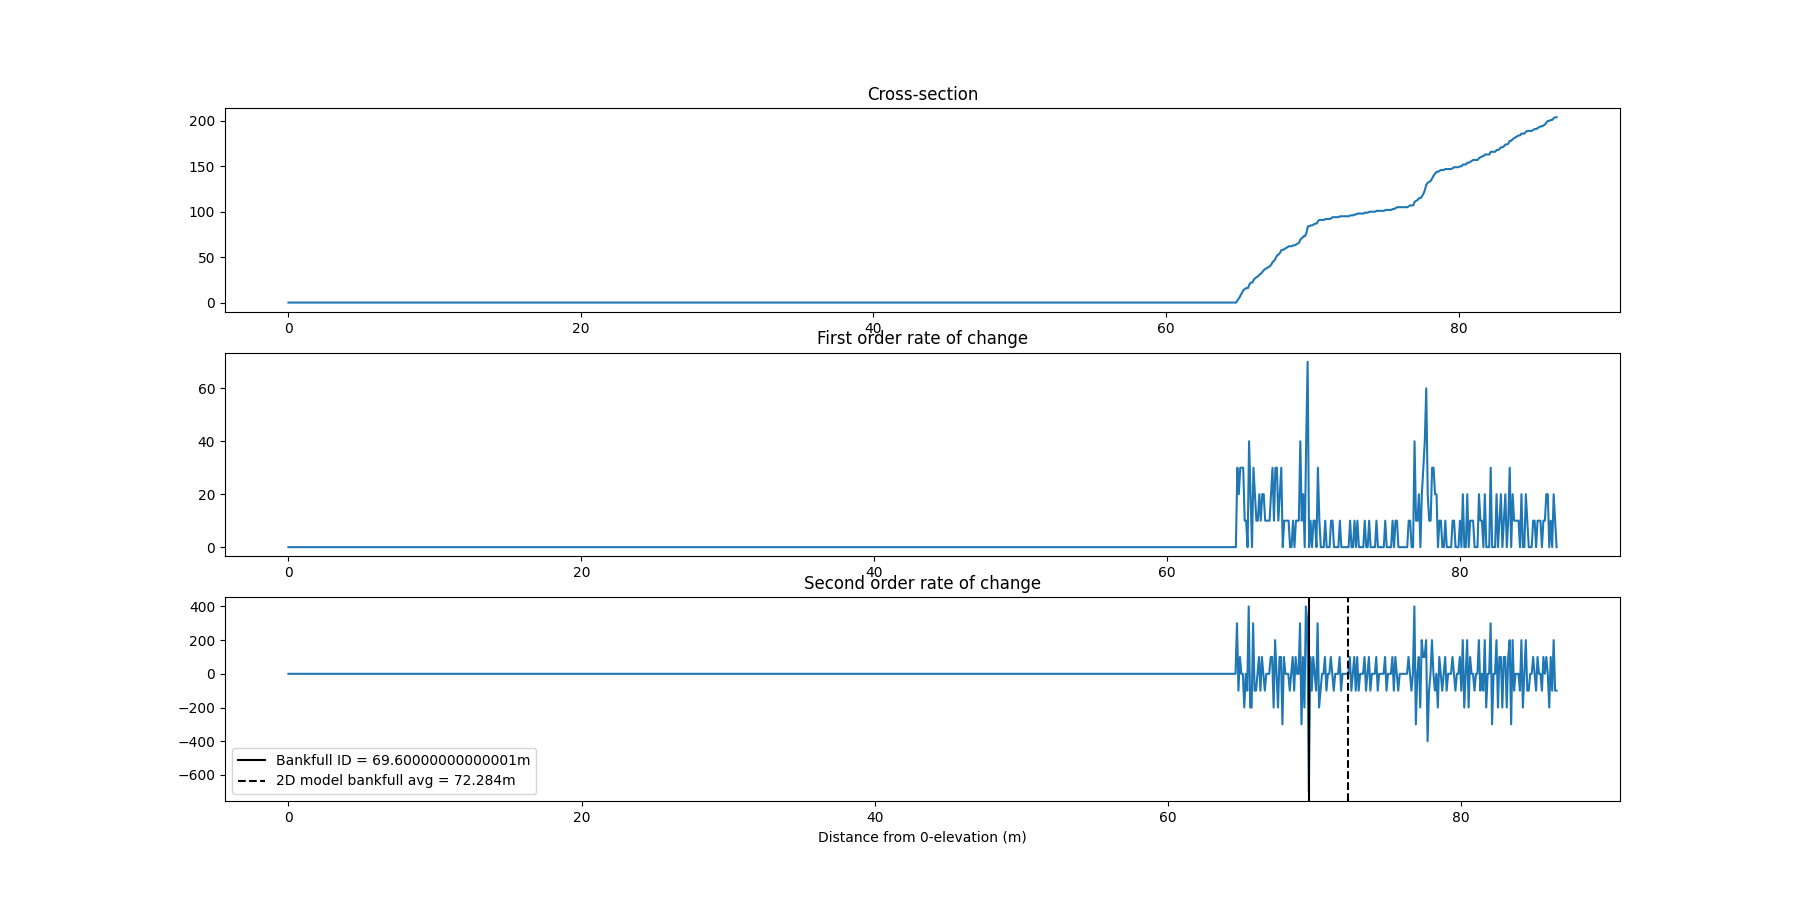 Cross-section
200
150
100
50
0
0 20 40 60 80
First order rate of change
60
40
20
0
0 20 40 60 80
Second order rate of change
400
200
0
−200
−400
−600
Bankfull ID = 69.60000000000001m
2D model bankfull avg = 72.284m
0 20 40 60 80
Distance from 0-elevation (m)